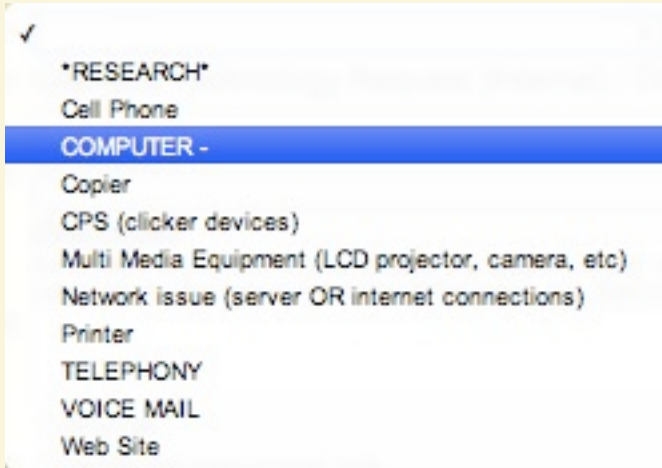 ✓
*RESEARCH*
Cell Phone
COMPUTER -
Copier
CPS (clicker devices)
Multi Media Equipment (LCD projector, camera, etc)
Network issue (server OR internet connections)
Printer
TELEPHONY
VOICE MAIL
Web Site